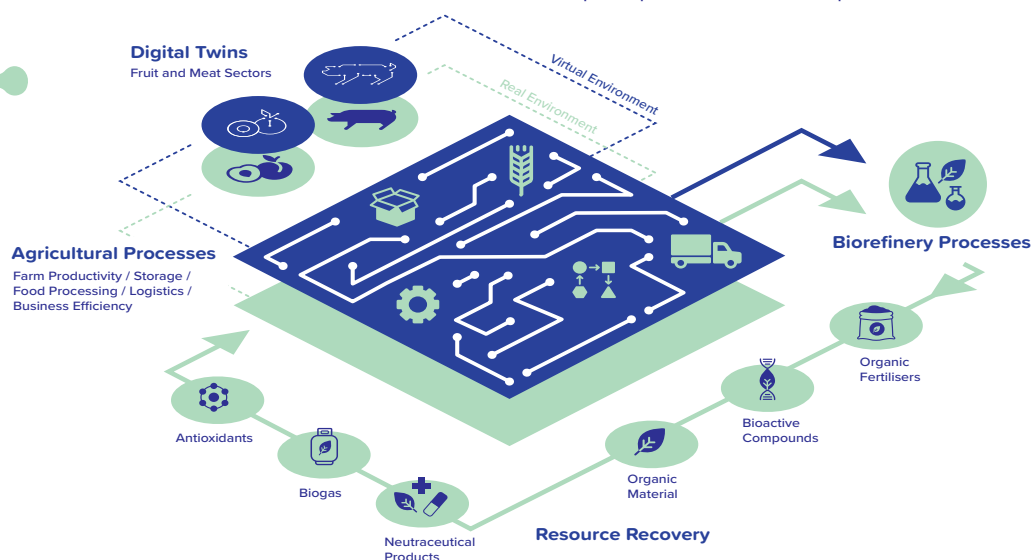 Digital Twins
Fruit and Meat Sectors
Virtual Environment
Real Environment
Agricultural Processes
Farm Productivity / Storage /
Food Processing / Logistics /
Business Efficiency
Biorefinery Processes
Organic
Fertilisers
Bioactive
Compounds
Organic
Material
Antioxidants
Biogas
Neutraceutical
Products
Resource Recovery